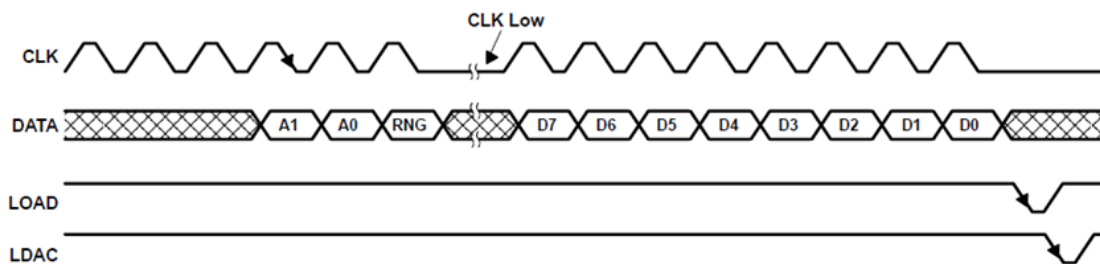 CLK Low
CLK
DATA A1 A0 RNG D7 D6 D5 D4 D3 D2 D1 D0
LOAD
LDAC